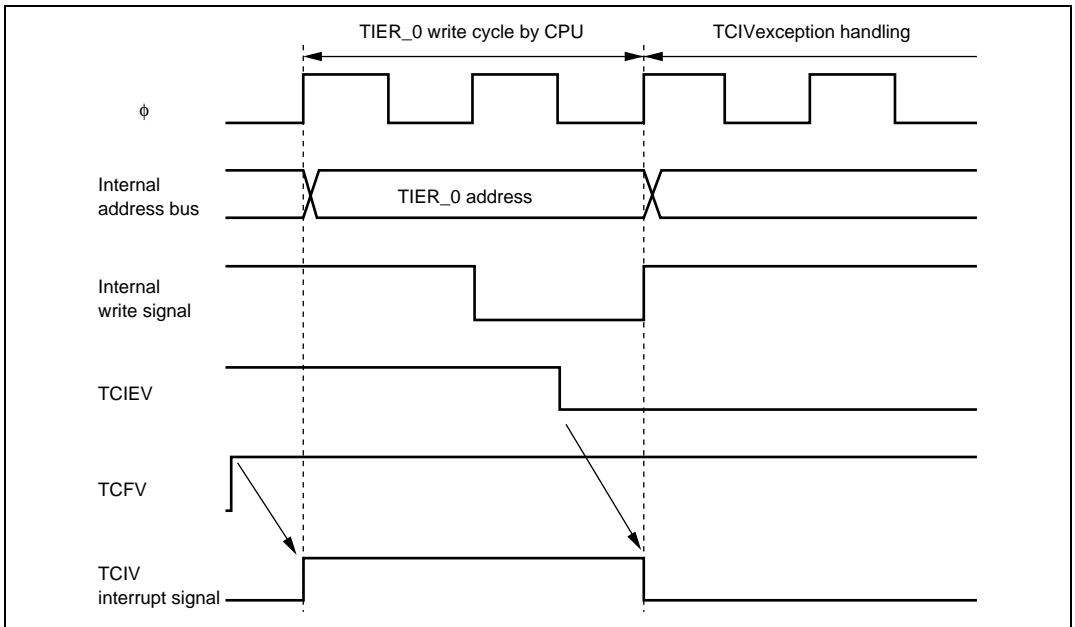 TIER_0 write cycle by CPU
TCIVexception handling
φ
Internal
address bus
TIER_0 address
Internal
write signal
TCIEV
TCFV
TCIV
interrupt signal